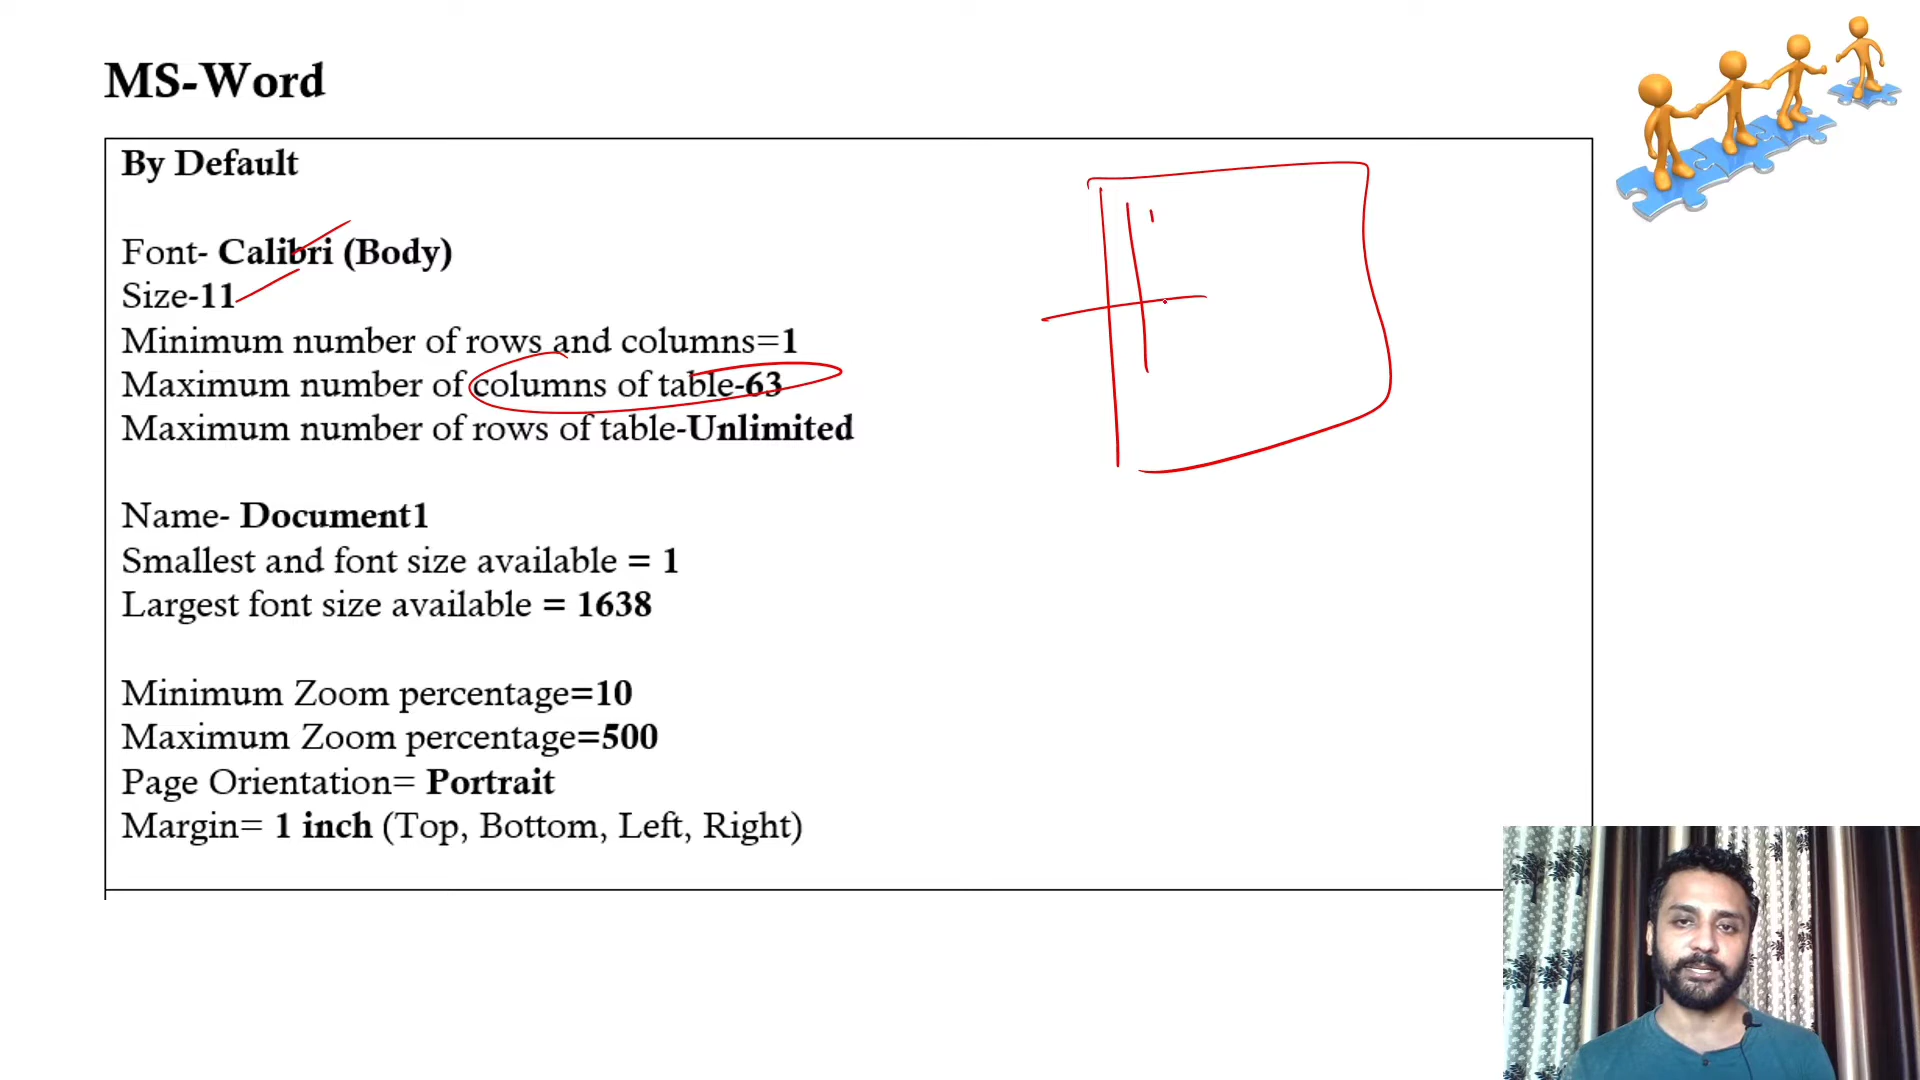 MS-Word
By Default
Font- Calibri (Body)
Size-11
Minimum number of rows and columns=1
Maximum number of columns of table-63
Maximum number of rows of table-Unlimited
Name- Document1
Smallest and font size available = 1
Largest font size available = 1638
Minimum Zoom percentage=10
Maximum Zoom percentage=500
Page Orientation= Portrait
Margin= 1 inch (Top, Bottom, Left, Right)